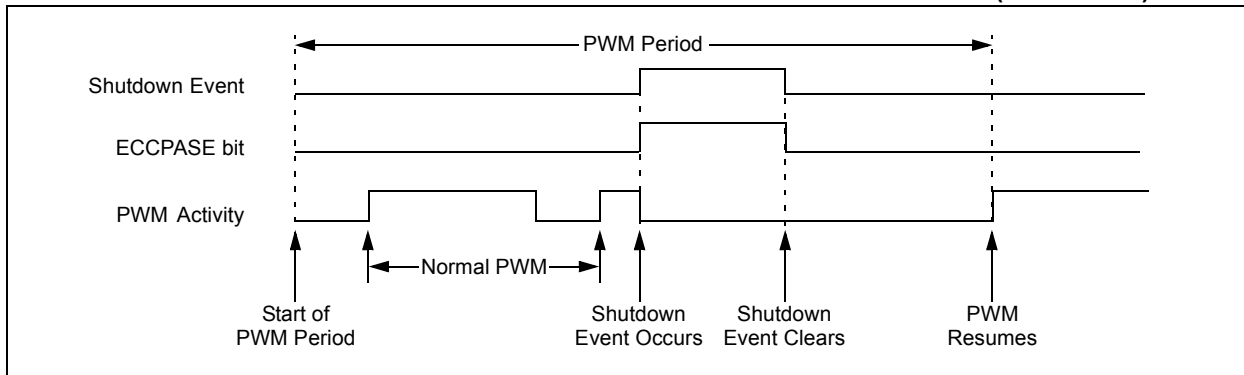 PWM Period
Shutdown Event
ECCPASE bit
PWM Activity
Normal PWM
Start of
PWM Period
Shutdown
Event Occurs
Shutdown
Event Clears
PWM
Resumes